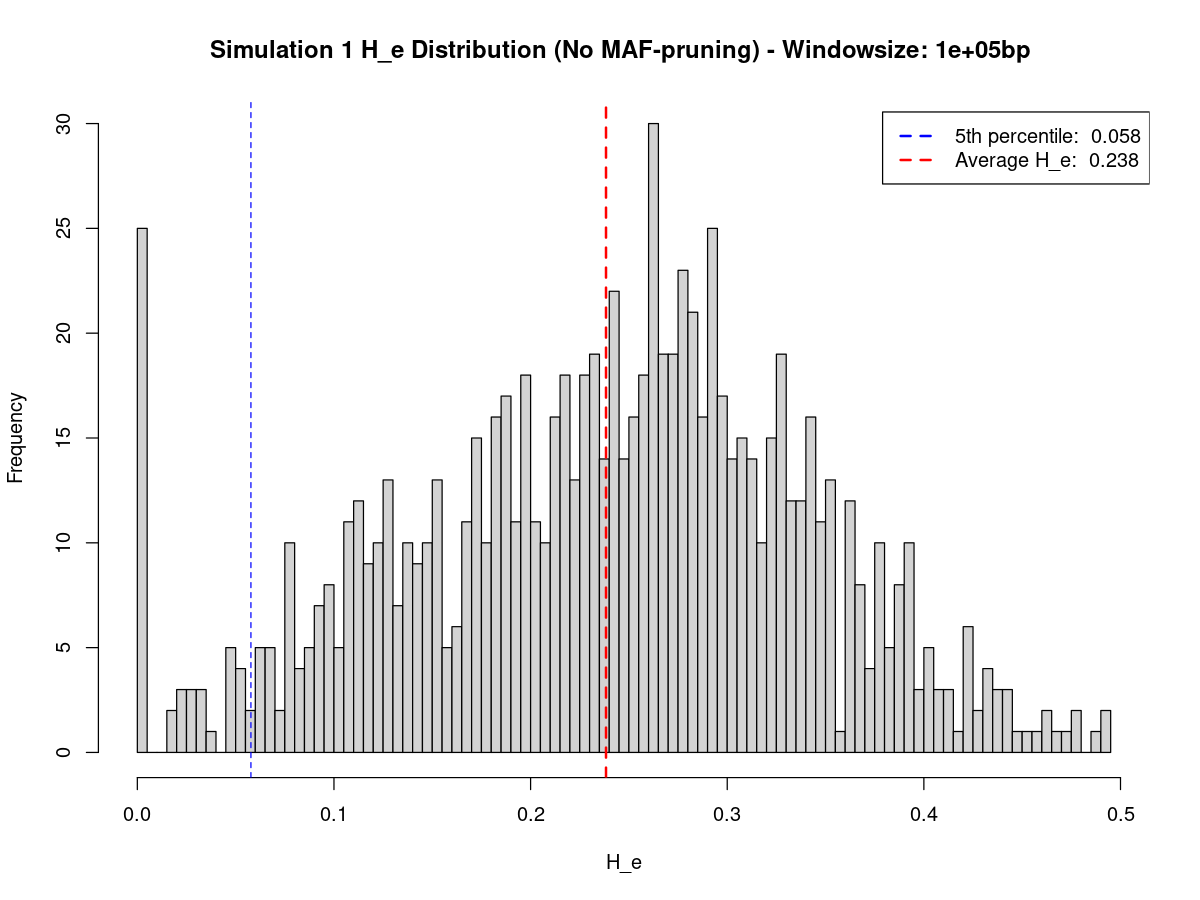 Simulation 1 H_e Distribution (No MAF-pruning) - Windowsize: 1e+05bp
5th percentile:  0.058
Average H_e:  0.238
30
25
20
15
10
5
0
Frequency
0.0 0.1 0.2 0.3 0.4 0.5
H_e